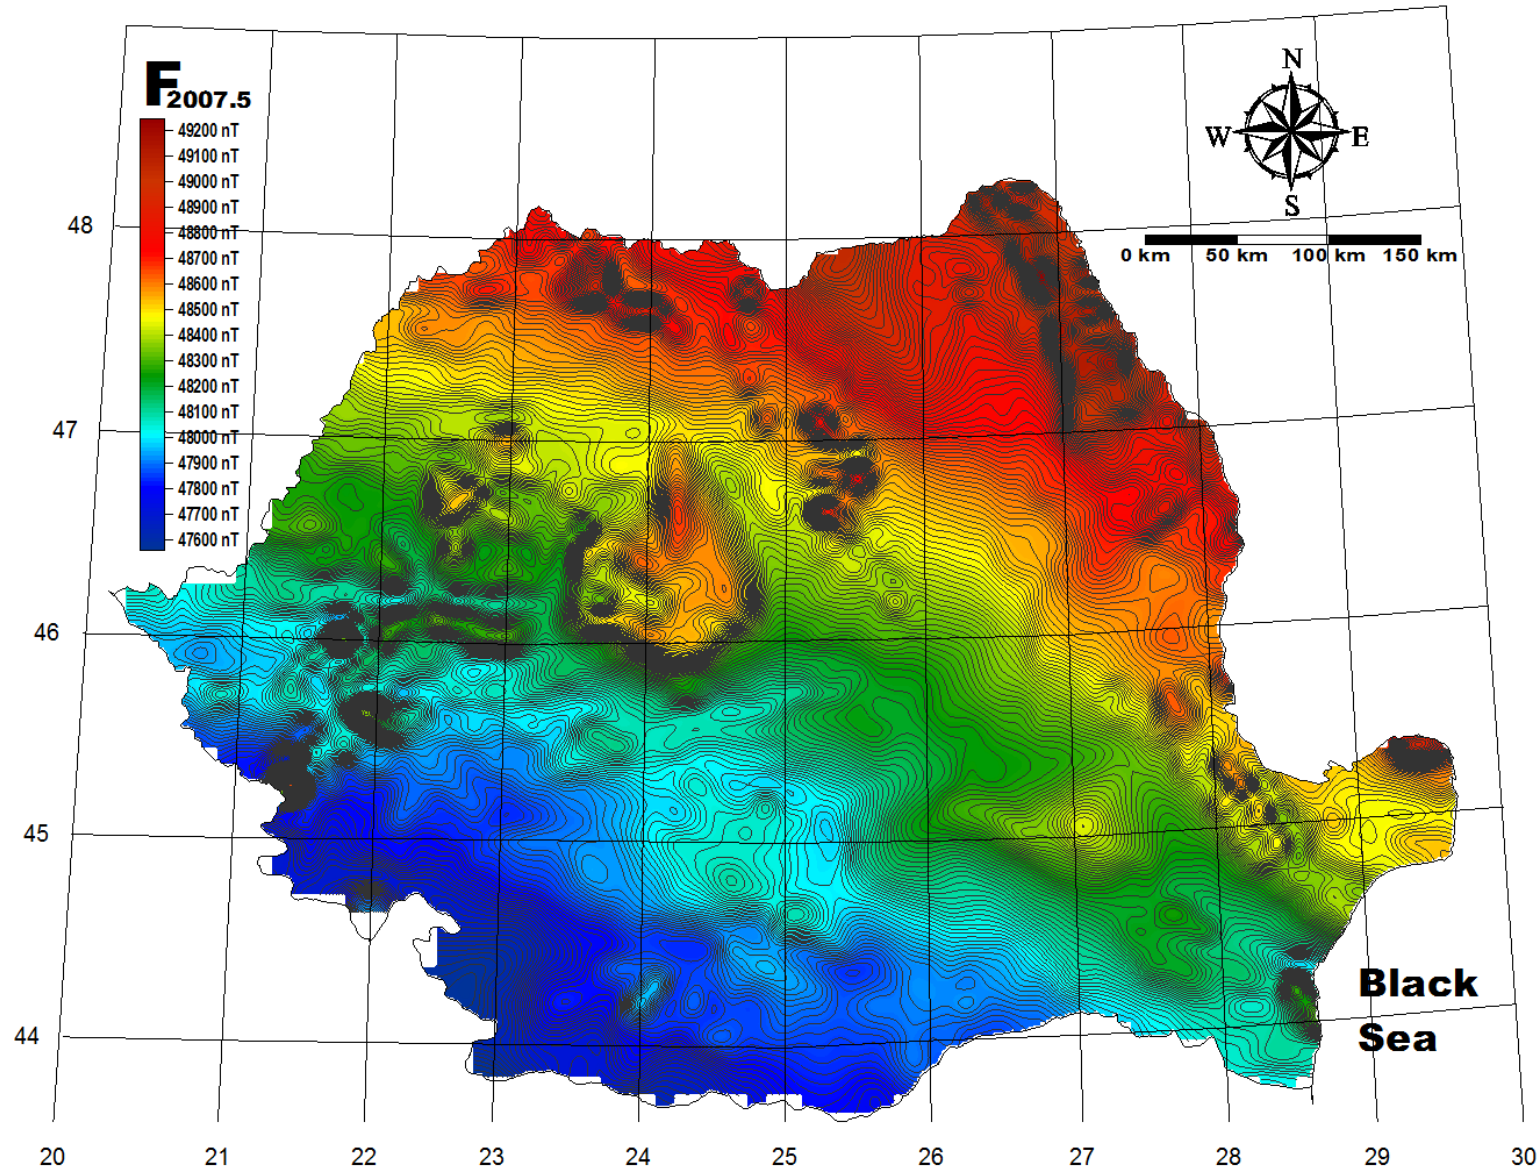 F2007.5
49200 nT
49100 nT
49000 nT
48900 nT
48800 nT
48700 nT
48600 nT
48500 nT
48400 nT
48300 nT
48200 nT
48100 nT
48000 nT
47900 nT
47800 nT
47700 nT
47600 nT
N
W E
S
0 km 50 km 100 km 150 km
48
47
46
45
44
Black
Sea
20 21 22 23 24 25 26 27 28 29 30